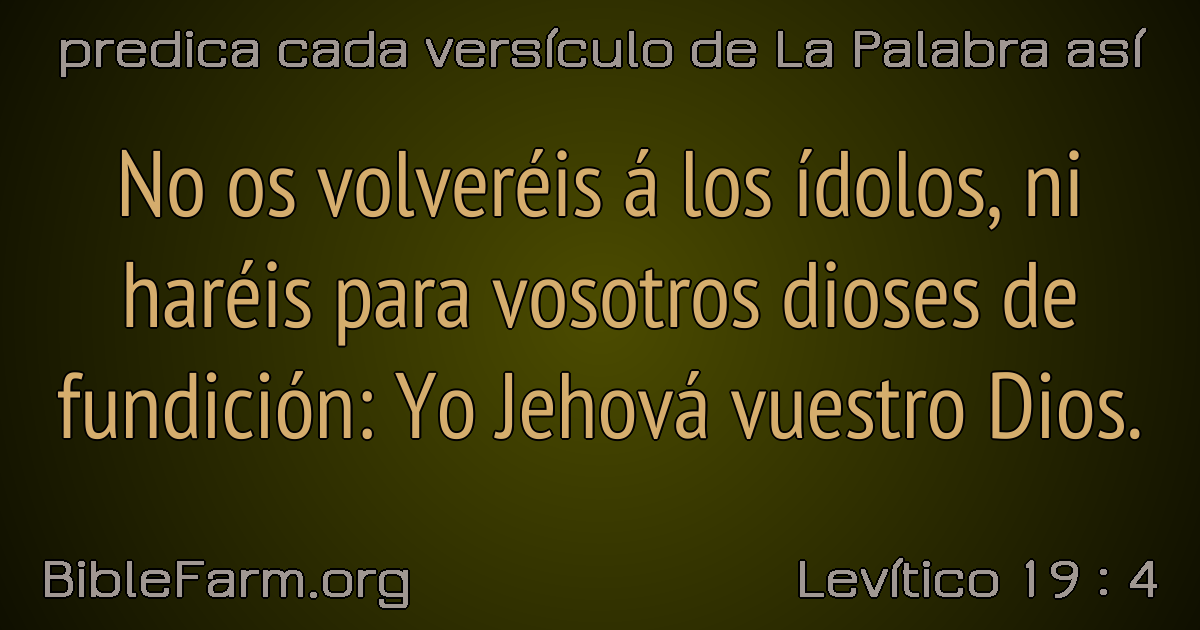 predica cada versículo de La Palabra así
No os volveréis á los ídolos, ni
haréis para vosotros dioses de
fundición: Yo Jehová vuestro Dios.
BibleFarm.org
Levítico 19 : 4